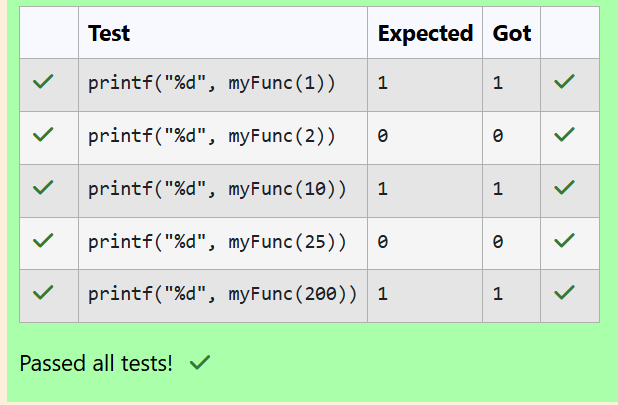 Test Expected Got
printf("%d", myFunc(1)) 1 1
printf("%d", myFunc(2)) 0 0
printf("%d", myFunc(10)) 1 1
printf("%d", myFunc(25)) 0 0
printf("%d", myFunc(200)) 1 1
Passed all tests!